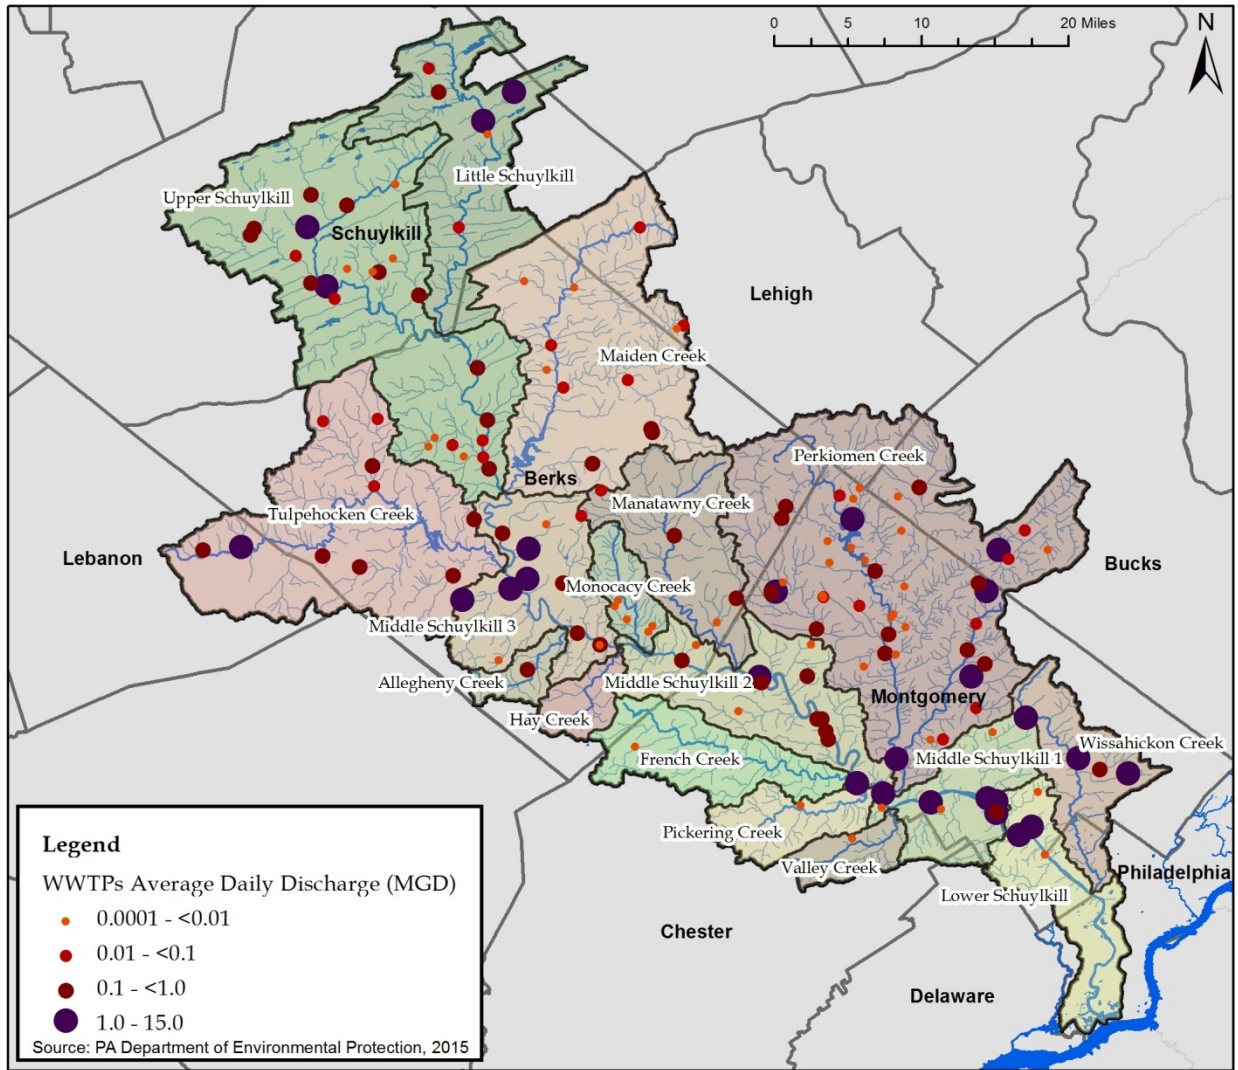 0 5 10 20 Miles
N
Little Schuylkill
Upper Schuylkill
Schuylkill
Lehigh
Maiden Creek
Perkiomen Creek
Berks
Manatawny Creek
Tulpehocken Creek
Lebanon
Bucks
Monocacy Creek
Middle Schuylkill 3
Allegheny Creek
Middle Schuylkill 2
Montgomery
Hay Creek
Wissahickon Creek
French Creek
Middle Schuylkill 1
Pickering Creek
Valley Creek
Philadelphia
Lower Schuylkill
Chester
Delaware
Legend
WWTPs Average Daily Discharge (MGD)
0.0001 - <0.01
0.01 - <0.1
0.1 - <1.0
1.0 - 15.0
Source: PA Department of Environmental Protection, 2015